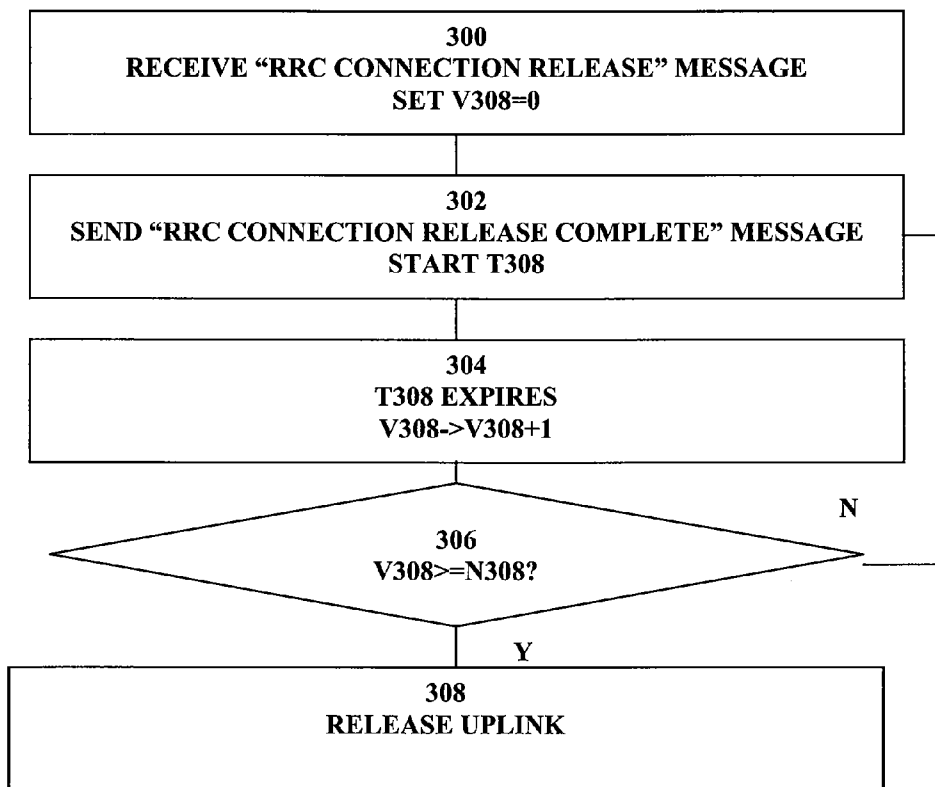 300
RECEIVE “RRC CONNECTION RELEASE” MESSAGE
SET V308=0
302
SEND “RRC CONNECTION RELEASE COMPLETE” MESSAGE
START T308
304
T308 EXPIRES
V308->V308+1
N
306
V308>=N308?
Y
308
RELEASE UPLINK